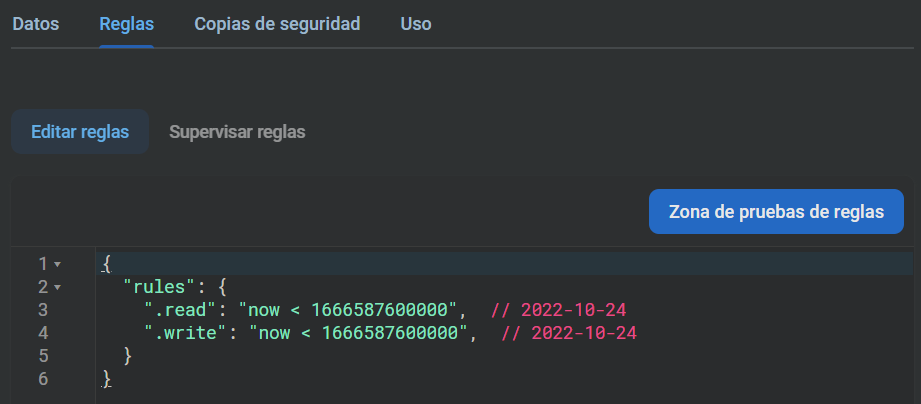 Datos Reglas Copias de seguridad Uso
Editar reglas Supervisar reglas
Zona de pruebas de reglas
1 {
2 "rules": {
3 ".read": "now < 1666587600000", // 2022-10-24
4 ".write": "now < 1666587600000", // 2022-10-24
5 }
6 }